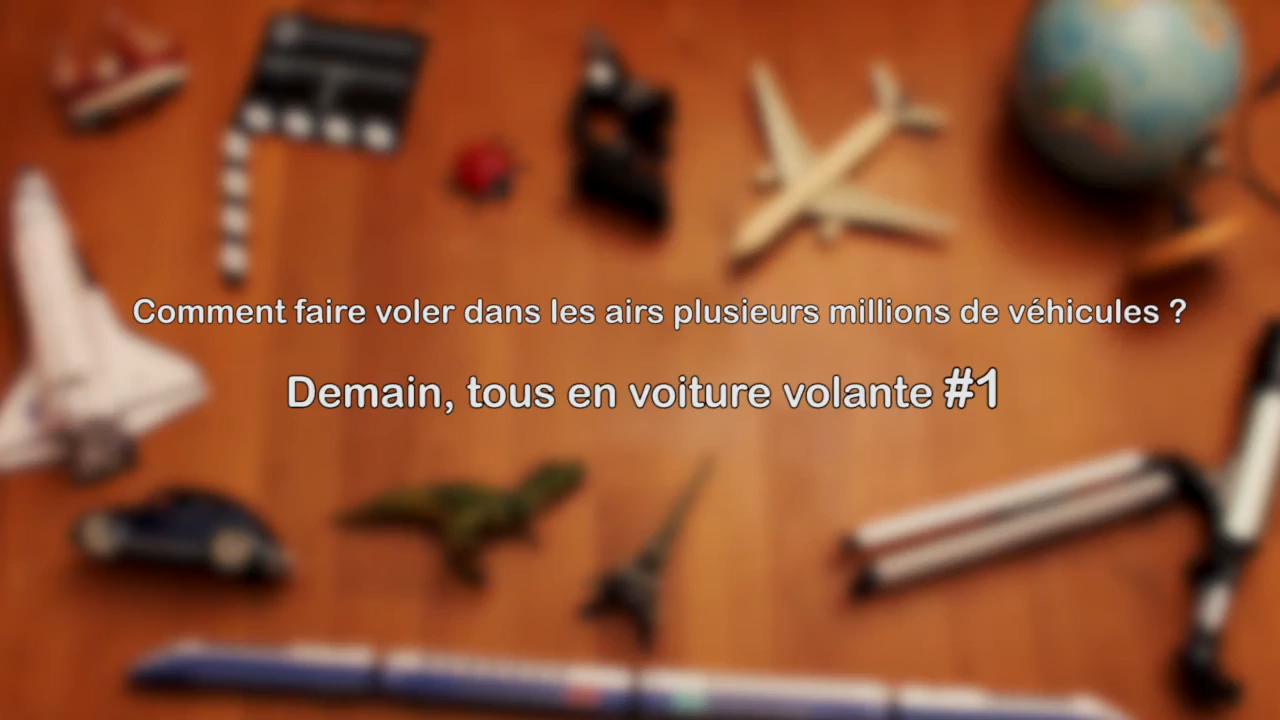 Comment faire voler dans les airs plusieurs millions de véhicules ?
Demain, tous en voiture volante #1